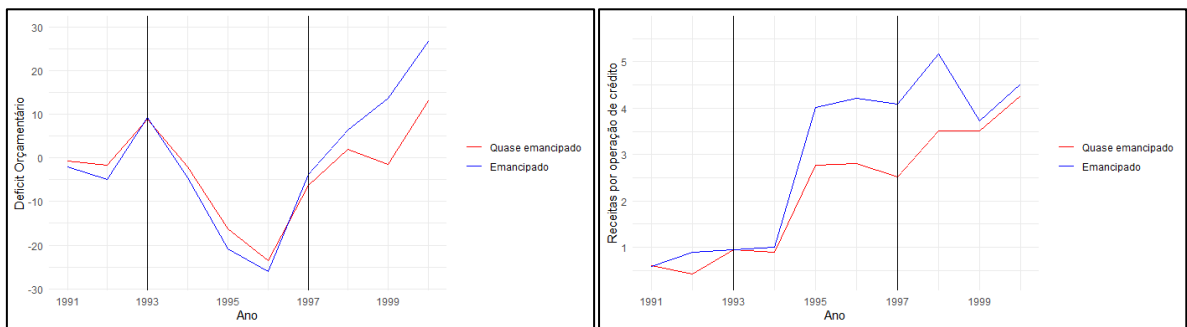 Deficit Orçamentário
30
20
10
0
-10
-20
-30
1991
1993
1995
1997
1999
Ano
Quase emancipado
Emancipado
Receitas por operação de crédito
5
4
3
2
1
1991
1993
1995
1997
1999
Ano
Quase emancipado
Emancipado